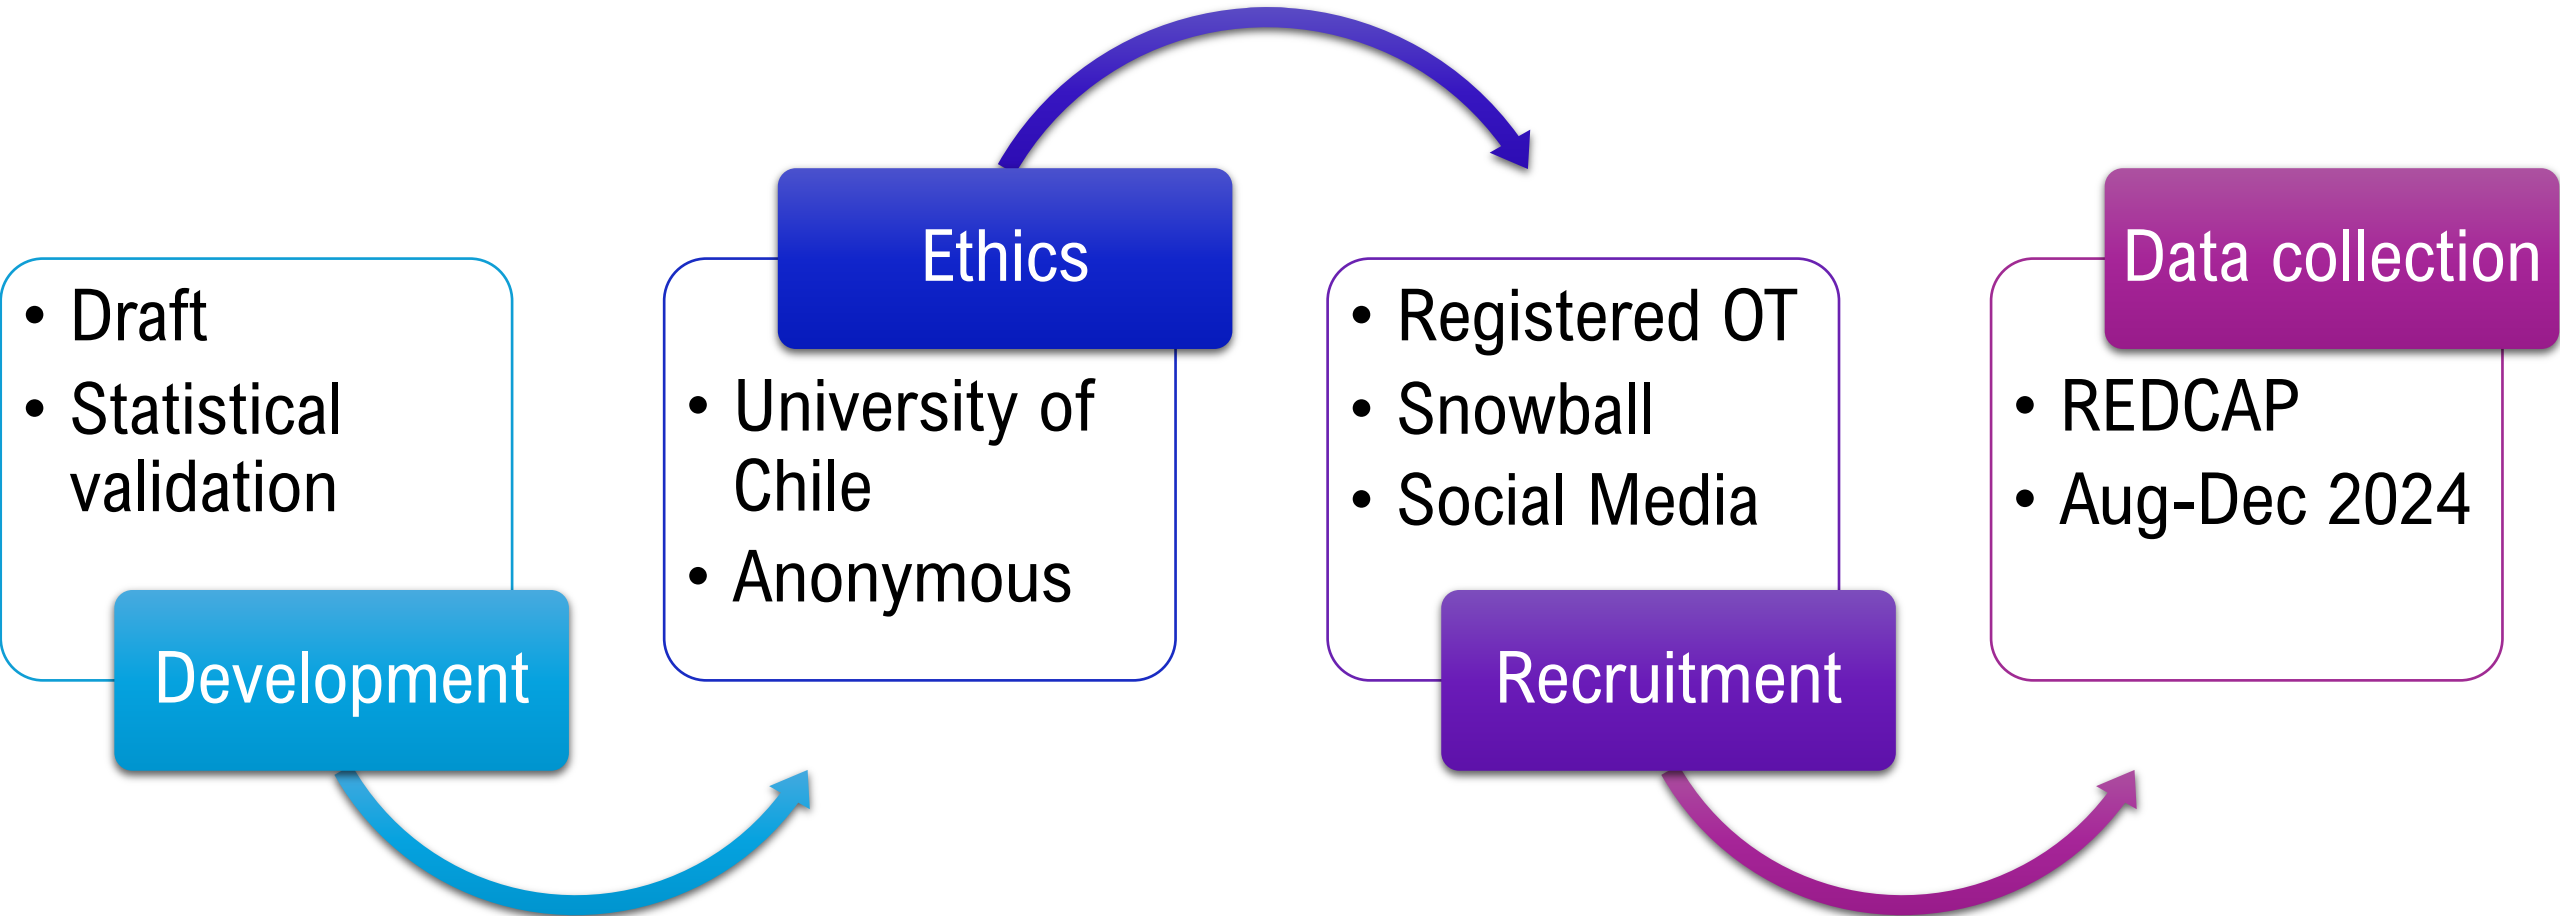 • Draft
• Statistical
validation
Development
Ethics
• University of
Chile
• Anonymous
• Registered OT
• Snowball
• Social Media
Recruitment
Data collection
• REDCAP
• Aug-Dec 2024